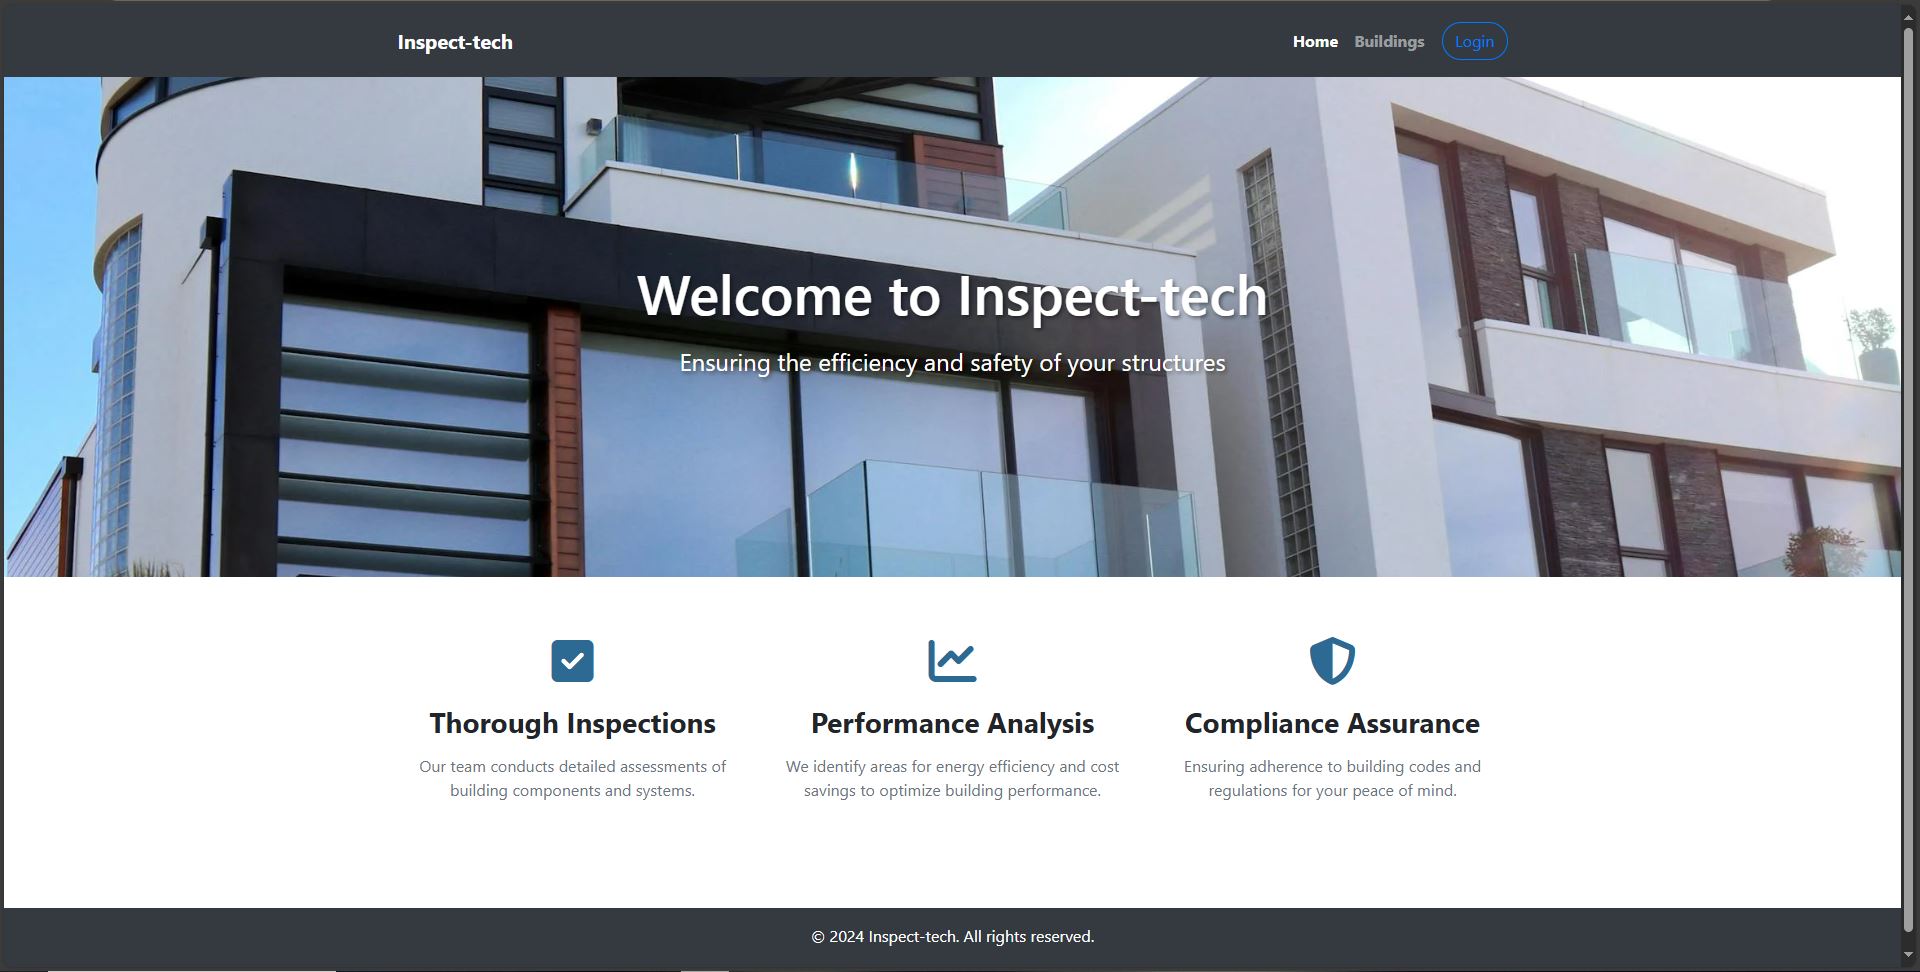 Inspect-tech
Home
Buildings
Login
Welcome to Inspect-tech
Ensuring the efficiency and safety of your structures
Thorough Inspections
Our team conducts detailed assessments of
building components and systems.
Performance Analysis
We identify areas for energy efficiency and cost
savings to optimize building performance.
Compliance Assurance
Ensuring adherence to building codes and
regulations for your peace of mind.
© 2024 Inspect-tech. All rights reserved.